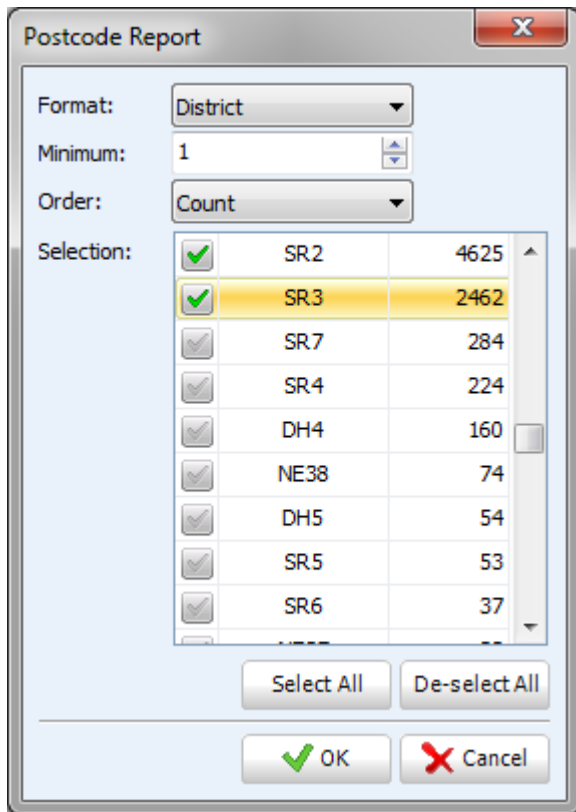 Postcode Report
Format: District
Minimum: 1
Order: Count
Selection:
SR2 4625
SR3 2462
SR7 284
SR4 224
DH4 160
NE38 74
DH5 54
SR5 53
SR6 37
Select All De-select All
OK Cancel